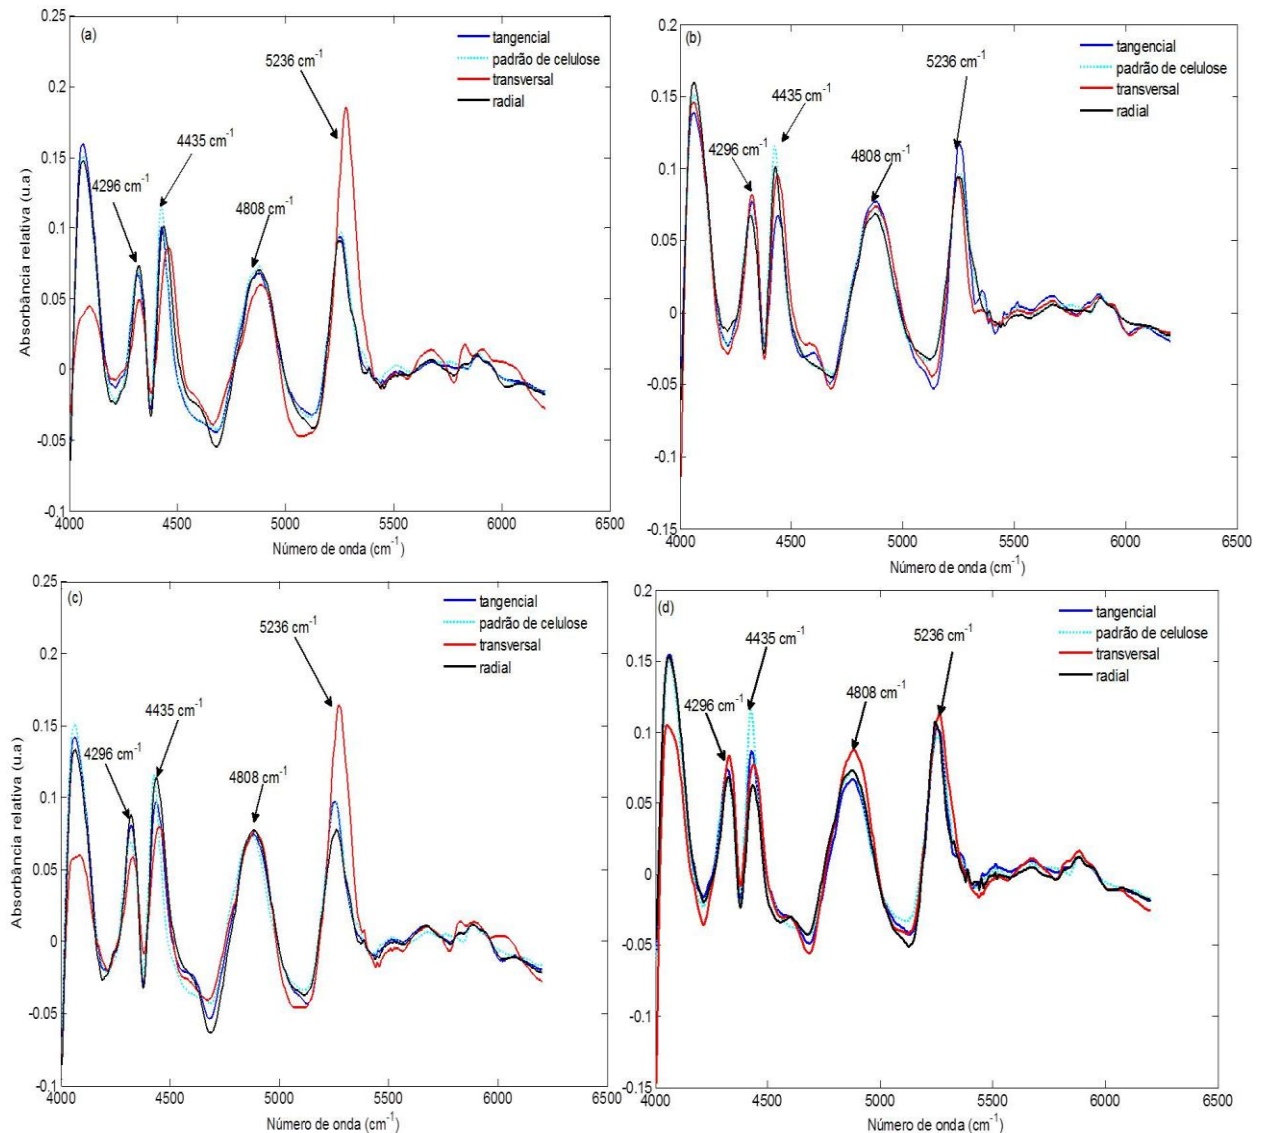 (a)
0.25
0.2
0.15
0.1
0.05
0
-0.05
-0.1
Absorbância relativa (u.a)
4000 4500 5000 5500 6000 6500
Número de onda (cm-1)
5236 cm-1
4435 cm-1
4296 cm-1
4808 cm-1
tangencial
padrão de celulose
transversal
radial
(b)
0.2
0.15
0.1
0.05
0
-0.05
-0.1
-0.15
4000 4500 5000 5500 6000 6500
Número de onda (cm-1)
5236 cm-1
4435 cm-1
4296 cm-1
4808 cm-1
tangencial
padrão de celulose
transversal
radial
(c)
0.25
0.2
0.15
0.1
0.05
0
-0.05
-0.1
Absorbância relativa (u.a)
4000 4500 5000 5500 6000 6500
Número de onda (cm-1)
5236 cm-1
4435 cm-1
4296 cm-1
4808 cm-1
tangencial
padrão de celulose
transversal
radial
(d)
0.2
0.15
0.1
0.05
0
-0.05
-0.1
-0.15
4000 4500 5000 5500 6000 6500
Número de onda (cm-1)
4435 cm-1
5236 cm-1
4296 cm-1
4808 cm-1
tangencial
padrão de celulose
transversal
radial